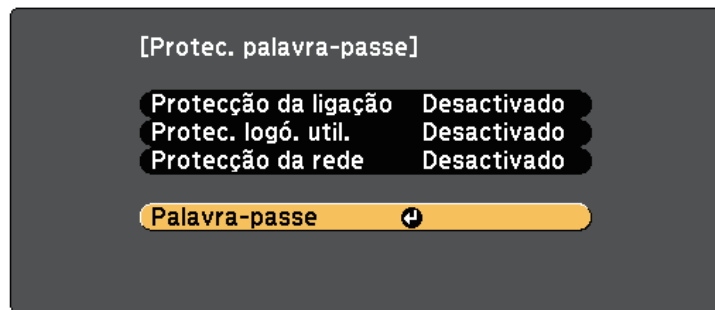 [Protec. palavra-passe]
Protecção da ligação Desactivado
Protec. logó. util. Desactivado
Protecção da rede Desactivado
Palavra-passe